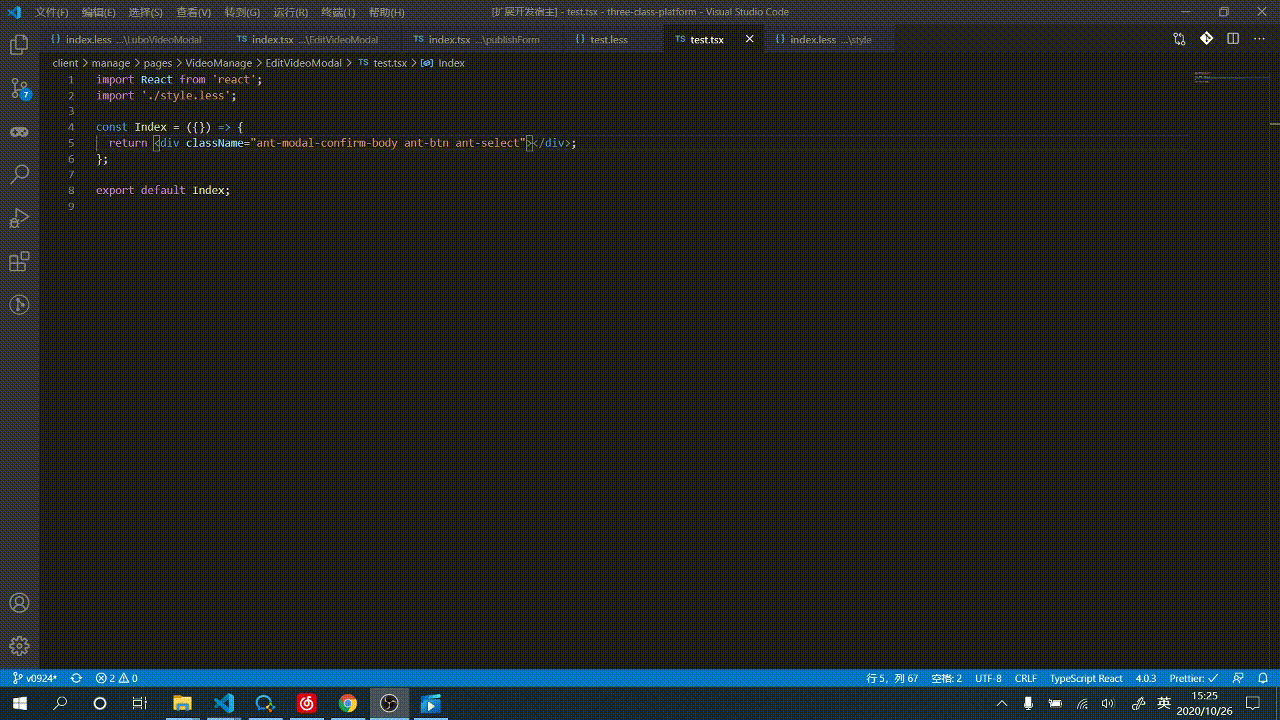 文件(F) 编辑(E) 选择(S) 查看(V) 转到(G) 运行(R) 终端(T) 帮助(H) [扩展开发宿主] - test.tsx - three-class-platform - Visual Studio Code
{} index.less ...\LuboVideoModal TS index.tsx ...\EditVideoModal TS index.tsx ...\publishForm {} test.less TS test.tsx {} index.less ...\style
client > manage > pages > VideoManage > EditVideoModal > TS test.tsx > Index
1 import React from 'react';
2 import './style.less';
3
4 const Index = ({}) => {
5 return <div className="ant-modal-confirm-body ant-btn ant-select"></div>;
6 };
7
8 export default Index;
9
7
v0924* 2 0 行 5，列 67 空格: 2 UTF-8 CRLF TypeScript React 4.0.3 Prettier: ✓
英 15:25
2020/10/26